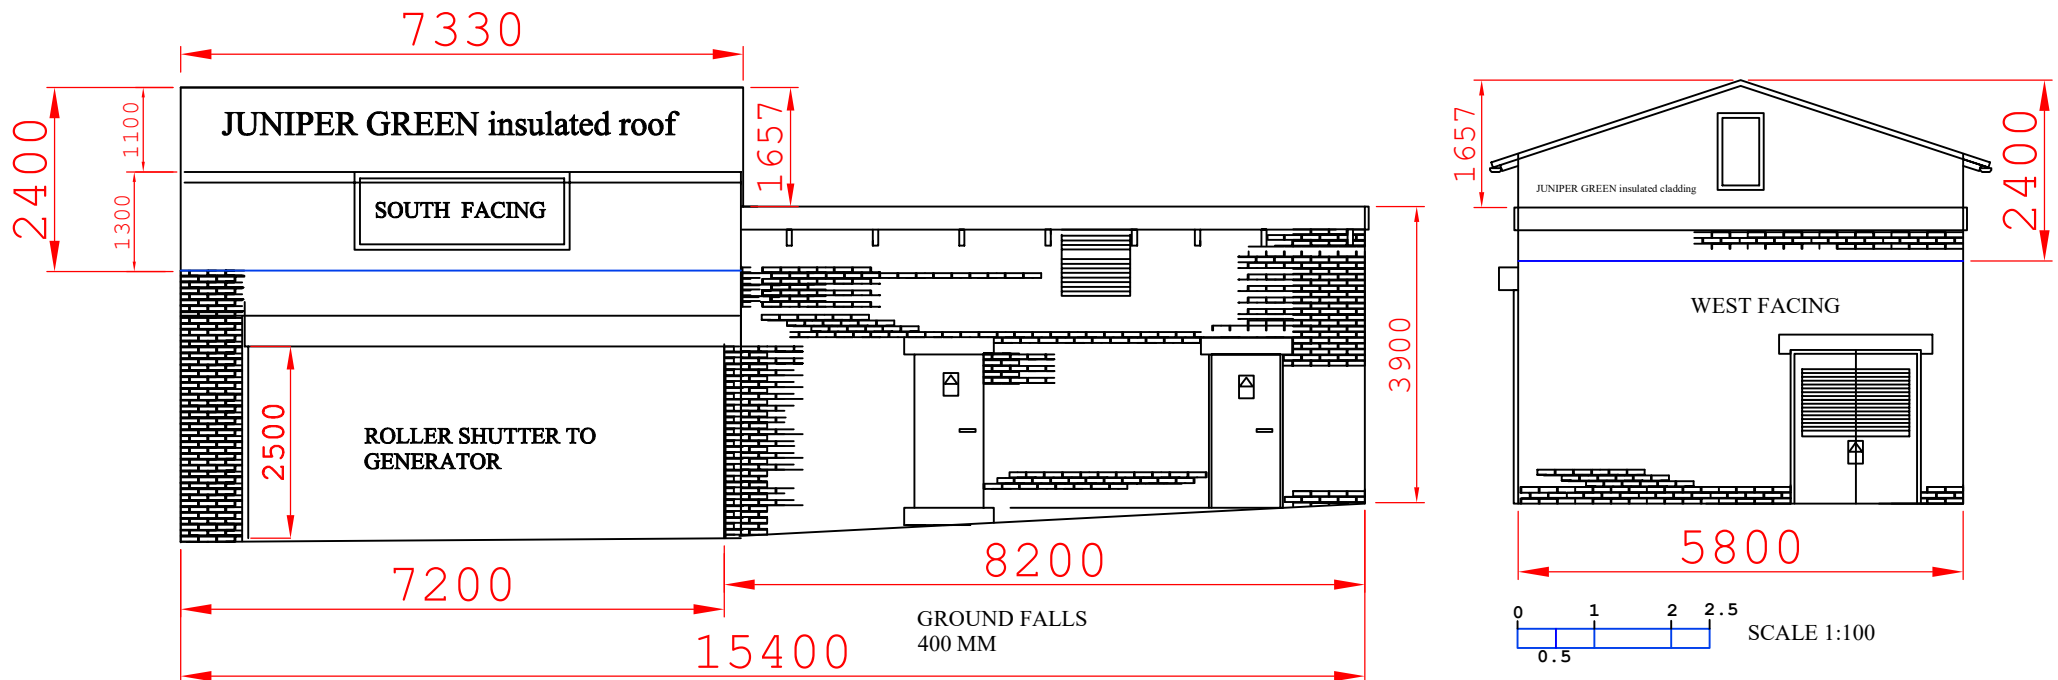 7330
2400
1100
1300
JUNIPER GREEN insulated roof
1657
SOUTH FACING
2500
ROLLER SHUTTER TO
GENERATOR
3900
7200
8200
GROUND FALLS
400 MM
15400
1657
2400
JUNIPER GREEN insulated cladding
WEST FACING
5800
0 1 2 2.5
0.5
SCALE 1:100